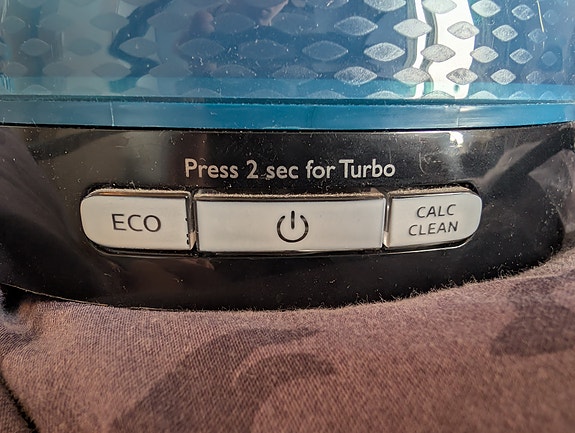 Press 2 sec for Turbo
ECO
CALC
CLEAN